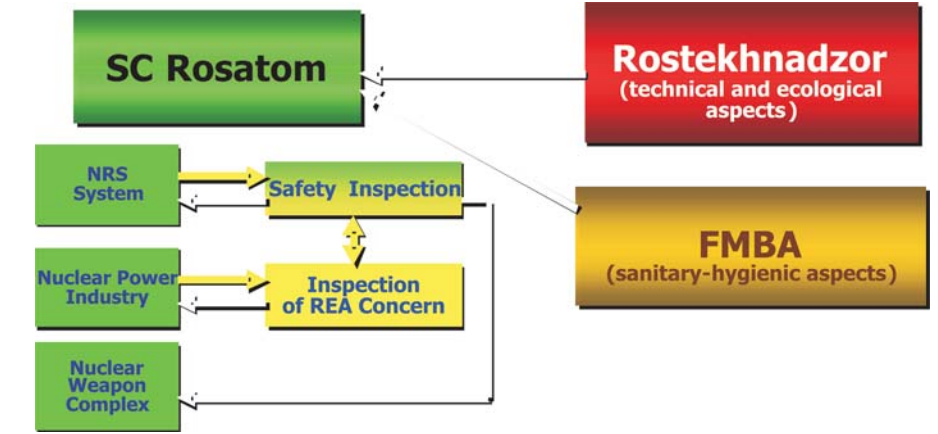 SC Rosatom
Rostekhnadzor
(technical and ecological
aspects)
NRS
System
Safety Inspection
FMBA
(sanitary-hygienic aspects)
Nuclear Power
Industry
Inspection
of REA Concern
Nuclear
Weapon
Complex